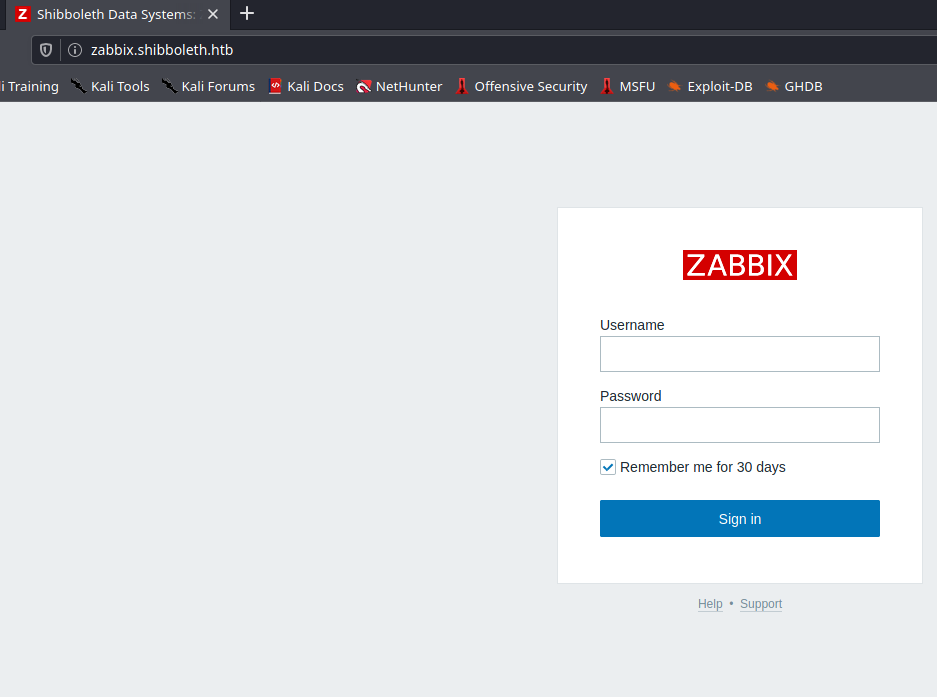 Z Shibboleth Data Systems:
zabbix.shibboleth.htb
i Training Kali Tools Kali Forums Kali Docs NetHunter Offensive Security MSFU Exploit-DB GHDB
ZABBIX
Username
Password
Remember me for 30 days
Sign in
Help • Support